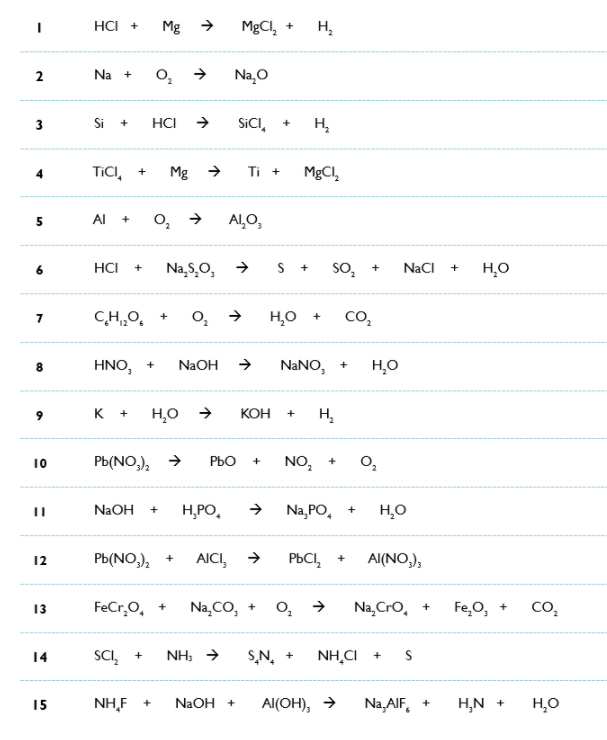 1 HCl + Mg → MgCl₂ + H₂
2 Na + O₂ → Na₂O
3 Si + HCl → SiCl₄ + H₂
4 TiCl₄ + Mg → Ti + MgCl₂
5 Al + O₂ → Al₂O₃
6 HCl + Na₂S₂O₃ → S + SO₂ + NaCl + H₂O
7 C₆H₁₂O₆ + O₂ → H₂O + CO₂
8 HNO₃ + NaOH → NaNO₃ + H₂O
9 K + H₂O → KOH + H₂
10 Pb(NO₃)₂ → PbO + NO₂ + O₂
11 NaOH + H₃PO₄ → Na₃PO₄ + H₂O
12 Pb(NO₃)₂ + AlCl₃ → PbCl₂ + Al(NO₃)₃
13 FeCr₂O₄ + Na₂CO₃ + O₂ → Na₂CrO₄ + Fe₂O₃ + CO₂
14 SCl₂ + NH₃ → S₄N₄ + NH₄Cl + S
15 NH₄F + NaOH + Al(OH)₃ → Na₃AlF₆ + H₃N + H₂O